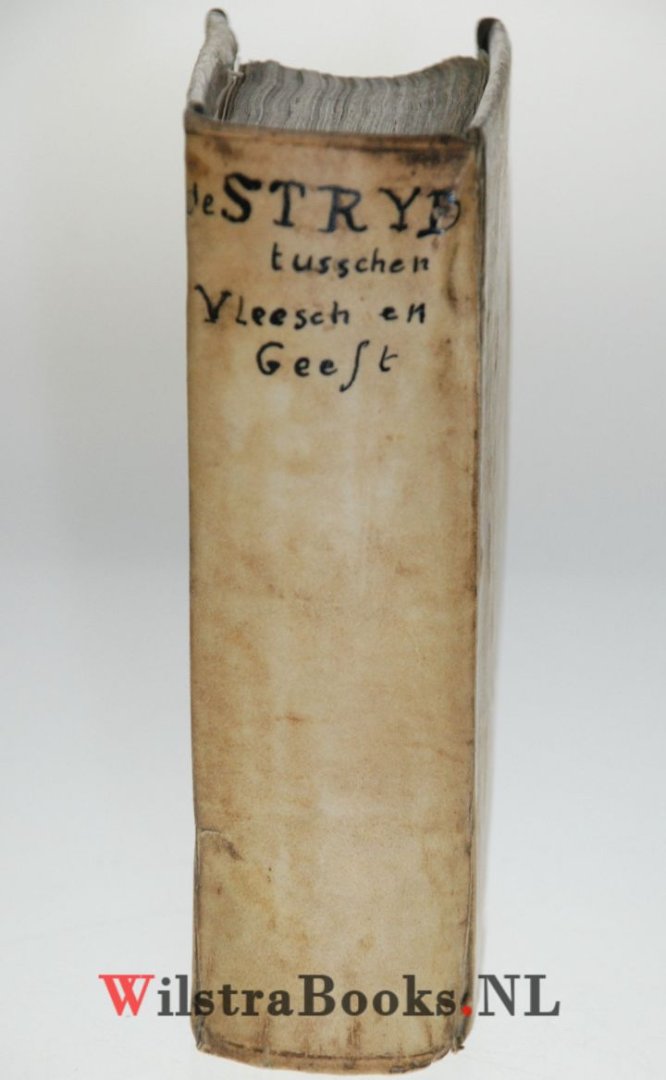 de STRYD
tusschen
Vleesch en
Geeſt
WilstraBooks.NL